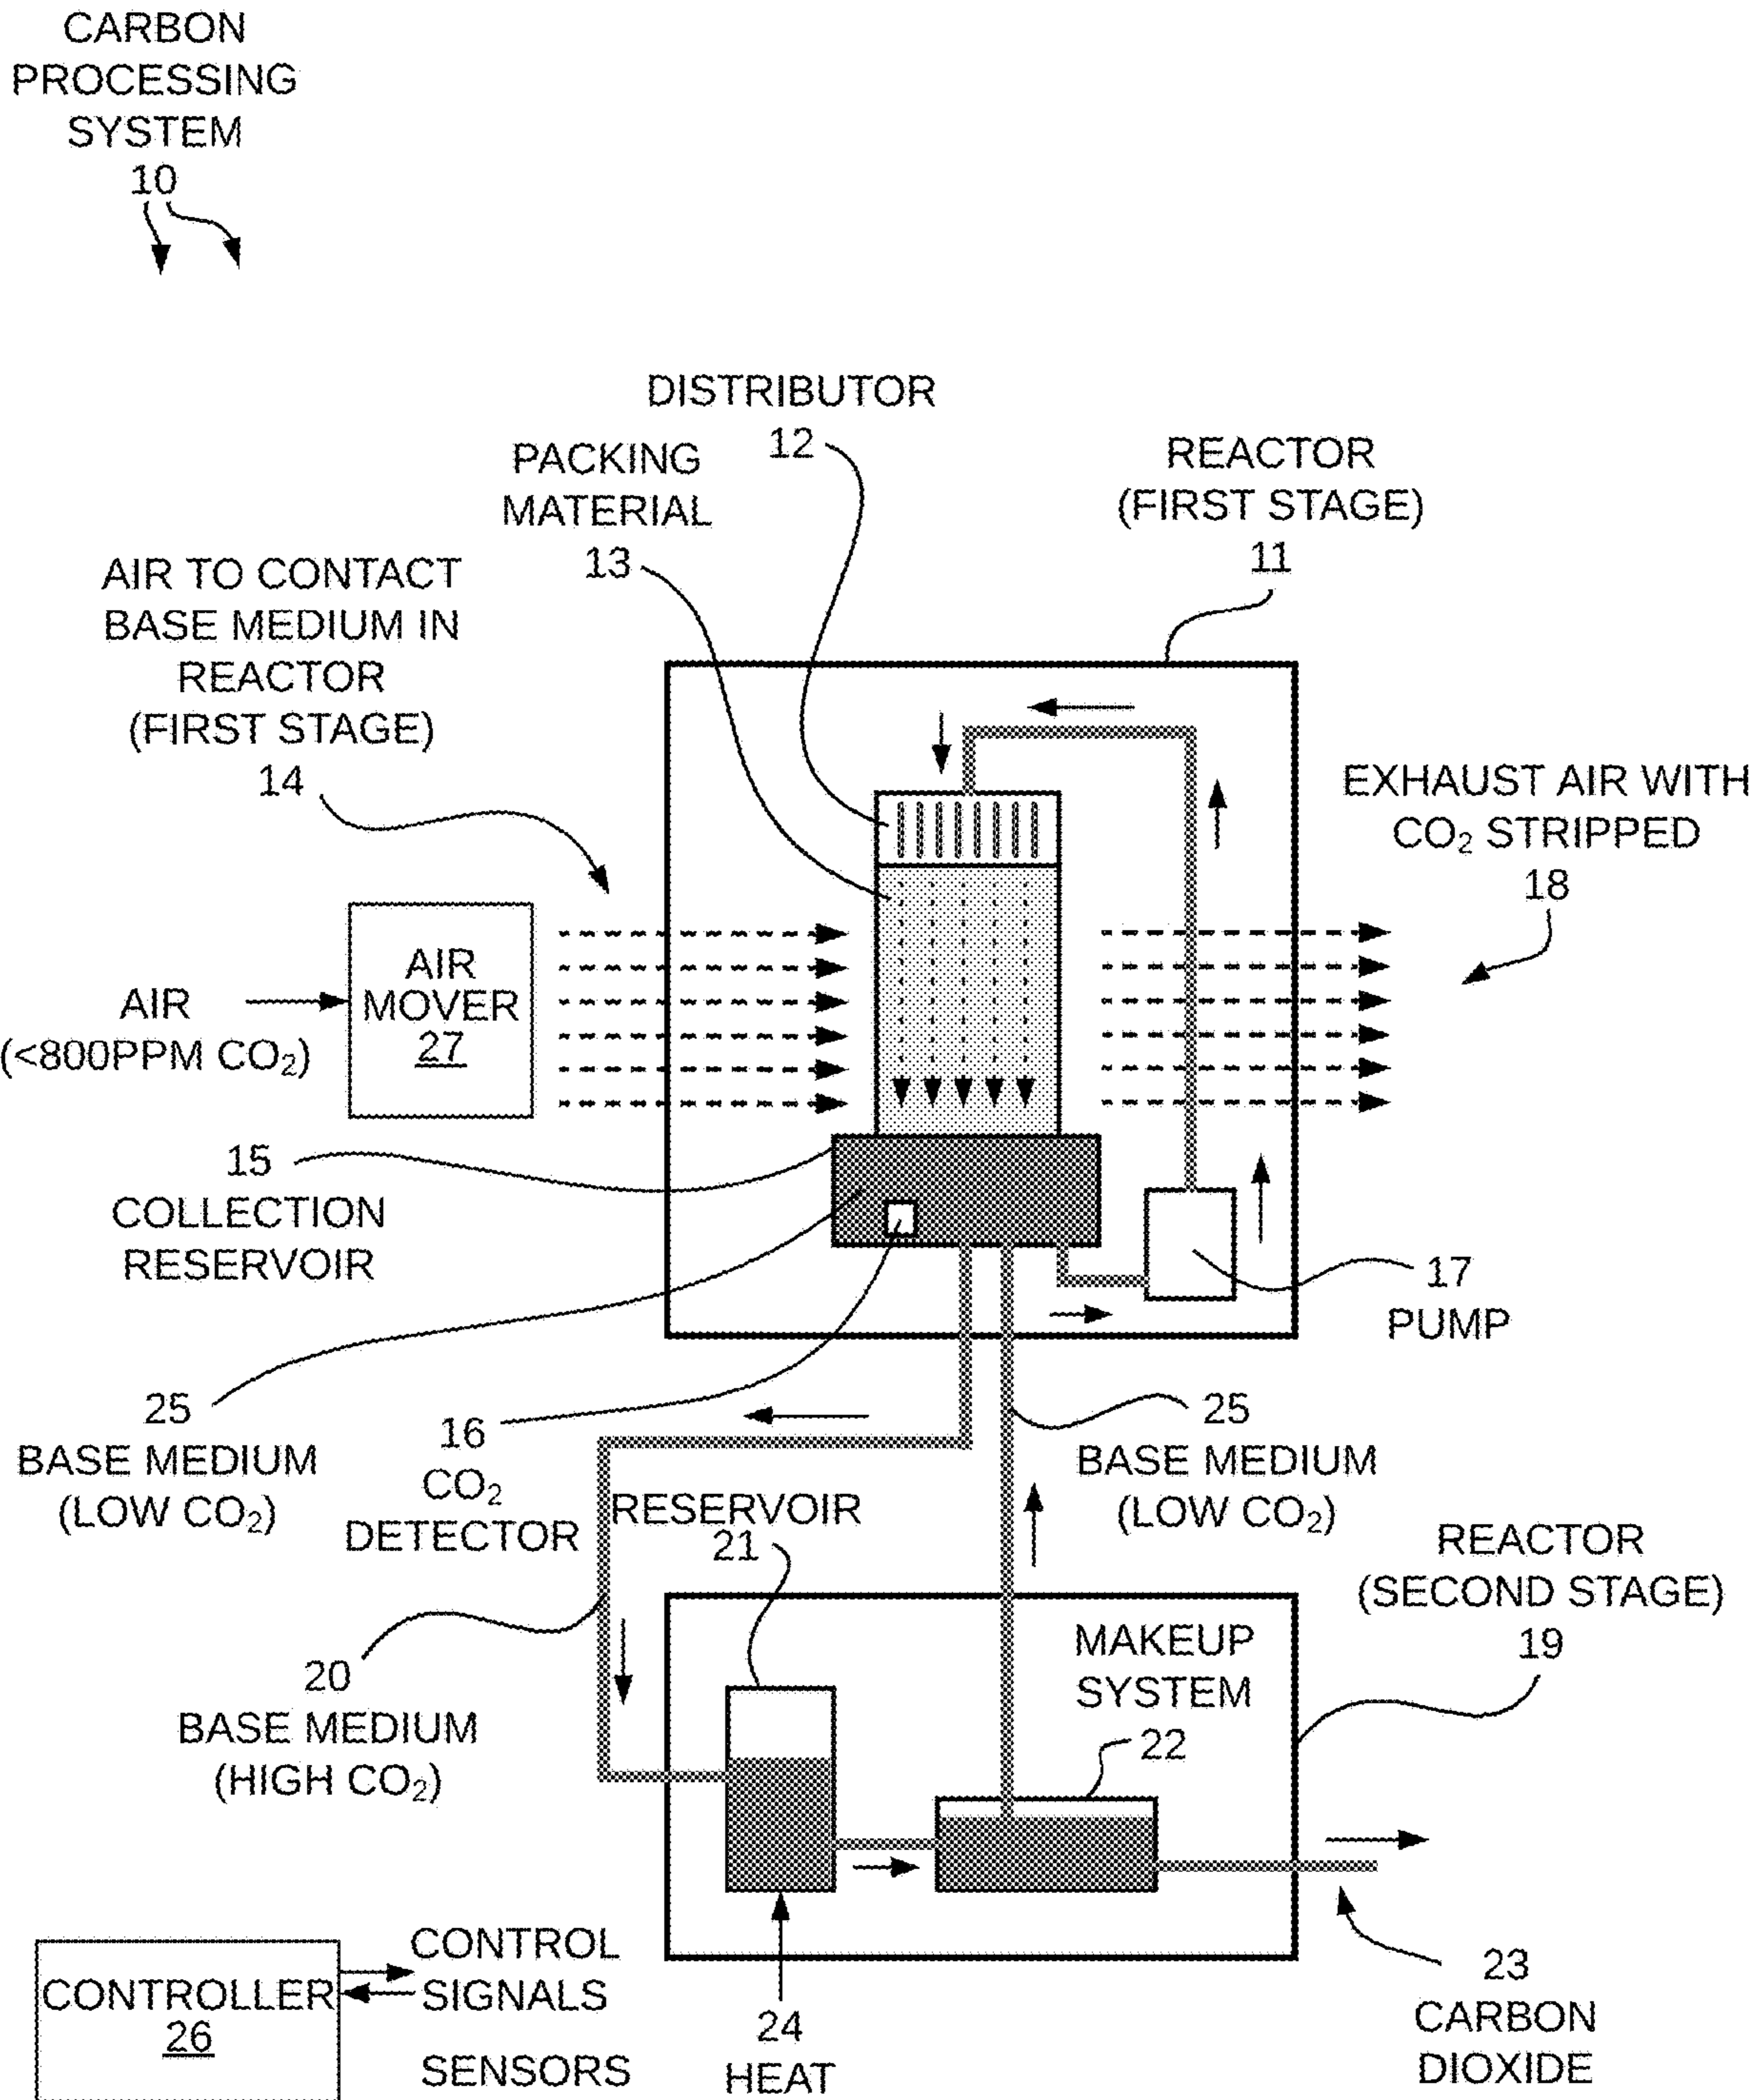 CARBON
PROCESSING
SYSTEM
10
DISTRIBUTOR
12
PACKING
MATERIAL
13
REACTOR
(FIRST STAGE)
11
AIR TO CONTACT
BASE MEDIUM IN
REACTOR
(FIRST STAGE)
14
EXHAUST AIR WITH
CO₂ STRIPPED
18
AIR
(<800PPM CO₂)
AIR
MOVER
27
15
COLLECTION
RESERVOIR
17
PUMP
25
BASE MEDIUM
(LOW CO₂)
16
CO₂
DETECTOR
25
BASE MEDIUM
(LOW CO₂)
RESERVOIR
21
REACTOR
(SECOND STAGE)
19
20
BASE MEDIUM
(HIGH CO₂)
MAKEUP
SYSTEM
22
CONTROLLER
26
CONTROL
SIGNALS
SENSORS
24
HEAT
23
CARBON
DIOXIDE